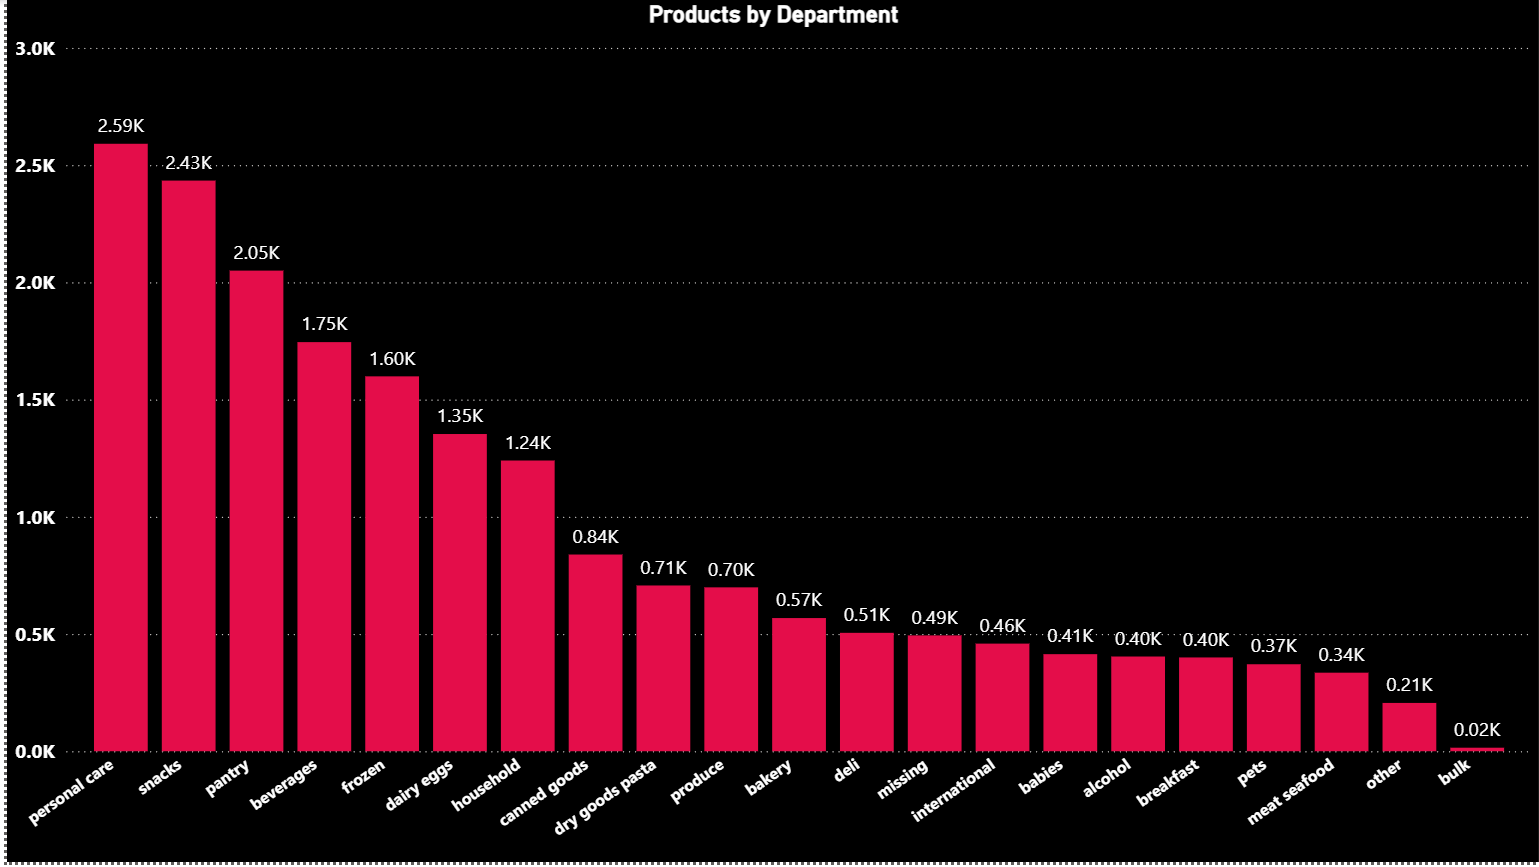 Products by Department
3.0K
2.5K
2.0K
1.5K
1.0K
0.5K
0.0K
2.59K
2.43K
2.05K
1.75K
1.60K
1.35K
1.24K
0.84K
0.71K
0.70K
0.57K
0.51K
0.49K
0.46K
0.41K
0.40K
0.40K
0.37K
0.34K
0.21K
0.02K
personal care
snacks
pantry
beverages
frozen
dairy eggs
household
canned goods
dry goods pasta
produce
bakery
deli
missing
international
babies
alcohol
breakfast
pets
meat seafood
other
bulk